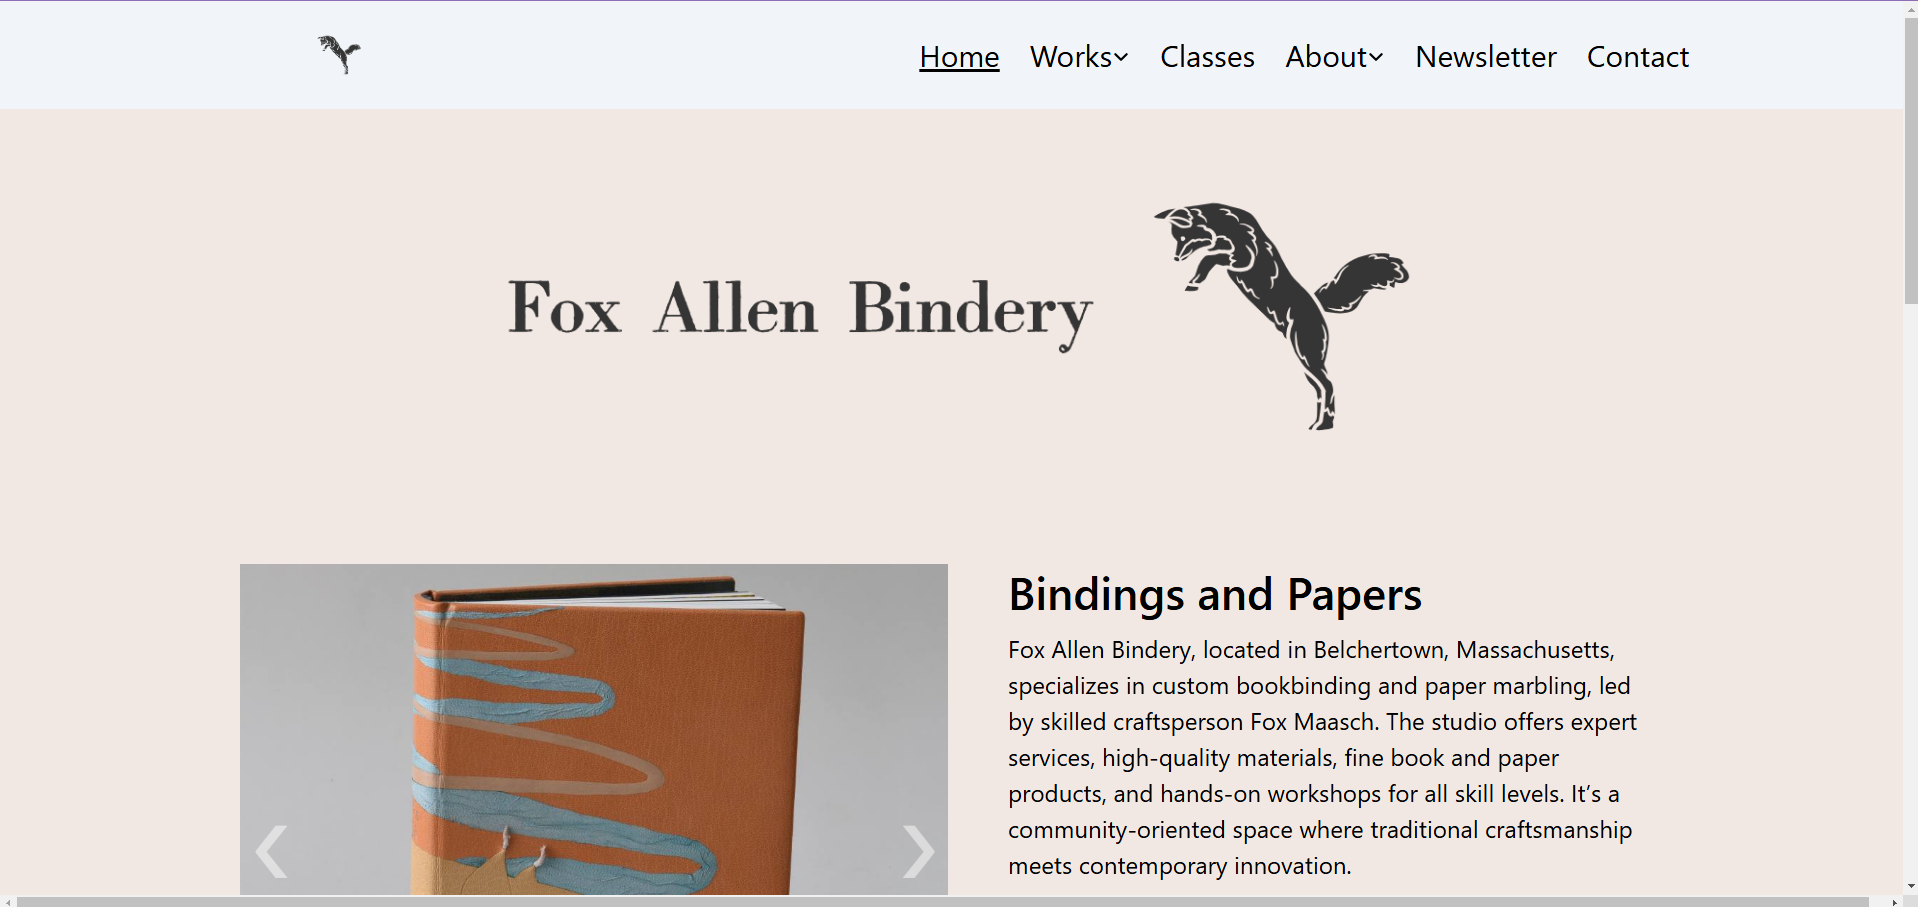 Home Works Classes About Newsletter Contact
Fox Allen Bindery
Bindings and Papers
Fox Allen Bindery, located in Belchertown, Massachusetts,
specializes in custom bookbinding and paper marbling, led
by skilled craftsperson Fox Maasch. The studio offers expert
services, high-quality materials, fine book and paper
products, and hands-on workshops for all skill levels. It’s a
community-oriented space where traditional craftsmanship
meets contemporary innovation.